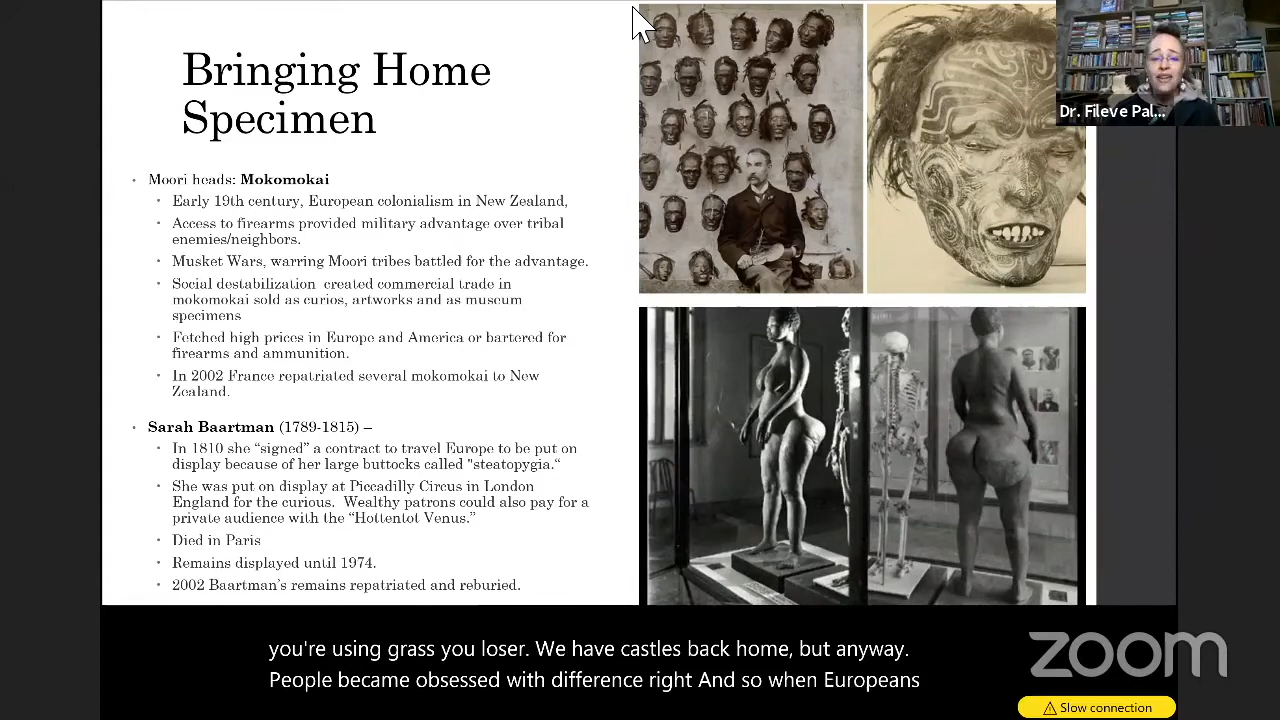 Bringing Home
Specimen
• Moori heads: Mokomokai
• Early 19th century, European colonialism in New Zealand,
• Access to firearms provided military advantage over tribal
enemies/neighbors.
• Musket Wars, warring Moori tribes battled for the advantage.
• Social destabilization created commercial trade in
mokomokai sold as curios, artworks and as museum
specimens
• Fetched high prices in Europe and America or bartered for
firearms and ammunition.
• In 2002 France repatriated several mokomokai to New
Zealand.
• Sarah Baartman (1789-1815) –
• In 1810 she “signed” a contract to travel Europe to be put on
display because of her large buttocks called "steatopygia.“
• She was put on display at Piccadilly Circus in London
England for the curious. Wealthy patrons could also pay for a
private audience with the “Hottentot Venus.”
• Died in Paris
• Remains displayed until 1974.
• 2002 Baartman’s remains repatriated and reburied.
Dr. Fileve Pal...
you're using grass you loser. We have castles back home, but anyway.
People became obsessed with difference right And so when Europeans
zoom
Slow connection